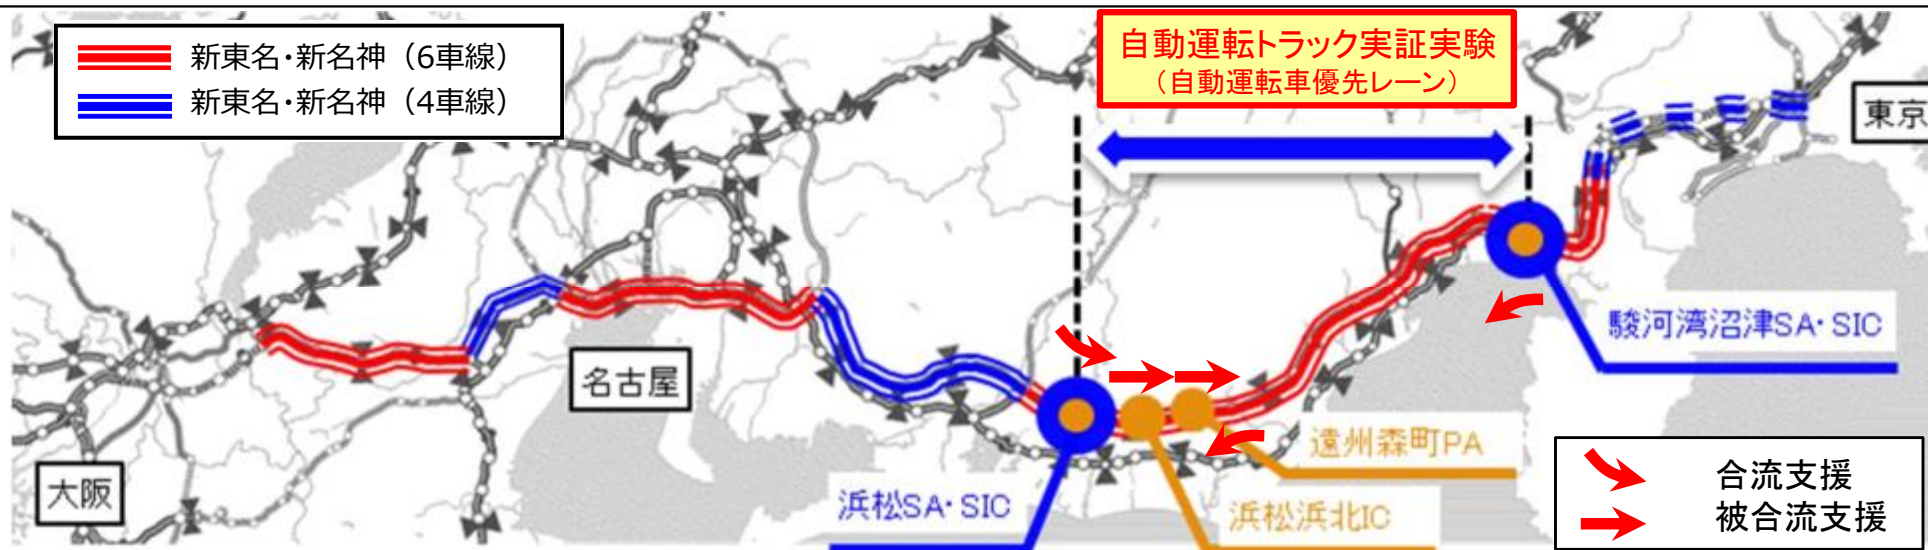 新東名・新名神（6車線）
新東名・新名神（4車線）
自動運転トラック実証実験
（自動運転車優先レーン）
東京
駿河湾沼津SA・SIC
名古屋
遠州森町PA
浜松SA・SIC
浜松浜北IC
大阪
合流支援
被合流支援